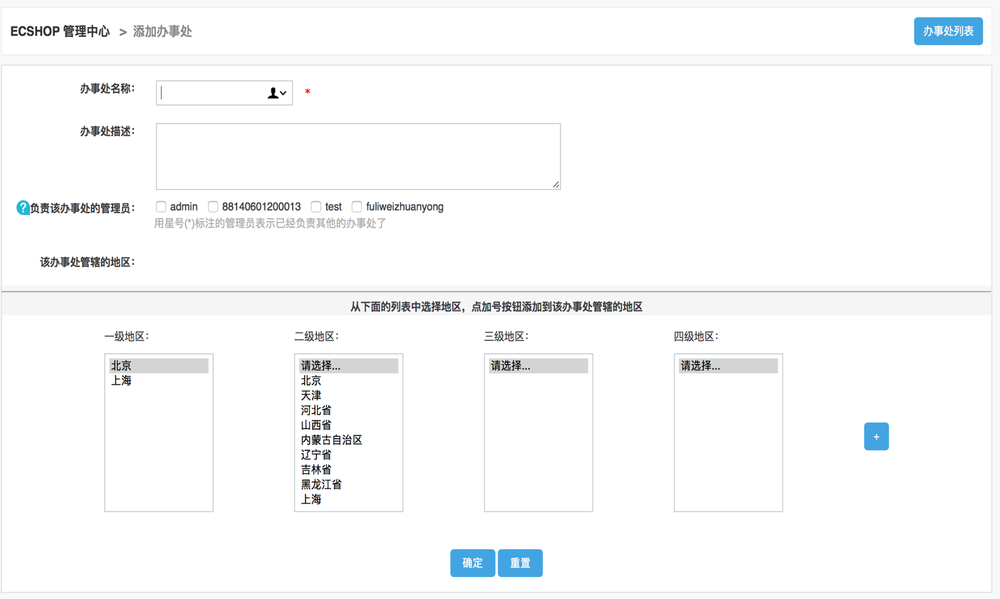 ECSHOP 管理中心 > 添加办事处
办事处列表
办事处名称：
*
办事处描述：
?负责该办事处的管理员：
admin 88140601200013 test fuliweizhuanyong
用星号(*)标注的管理员表示已经负责其他的办事处了
该办事处管辖的地区：
从下面的列表中选择地区，点加号按钮添加到该办事处管辖的地区
一级地区：
北京
上海
二级地区：
请选择...
北京
天津
河北省
山西省
内蒙古自治区
辽宁省
吉林省
黑龙江省
上海
三级地区：
请选择...
四级地区：
请选择...
+
确定 重置